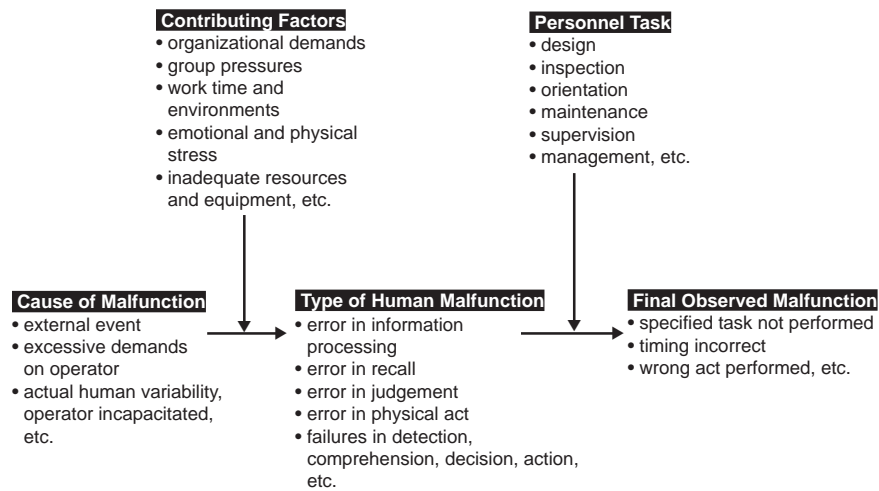 Contributing Factors
• organizational demands
• group pressures
• work time and
environments
• emotional and physical
stress
• inadequate resources
and equipment, etc.
Personnel Task
• design
• inspection
• orientation
• maintenance
• supervision
• management, etc.
Cause of Malfunction
• external event
• excessive demands
on operator
• actual human variability,
operator incapacitated,
etc.
Type of Human Malfunction
• error in information
processing
• error in recall
• error in judgement
• error in physical act
• failures in detection,
comprehension, decision, action,
etc.
Final Observed Malfunction
• specified task not performed
• timing incorrect
• wrong act performed, etc.